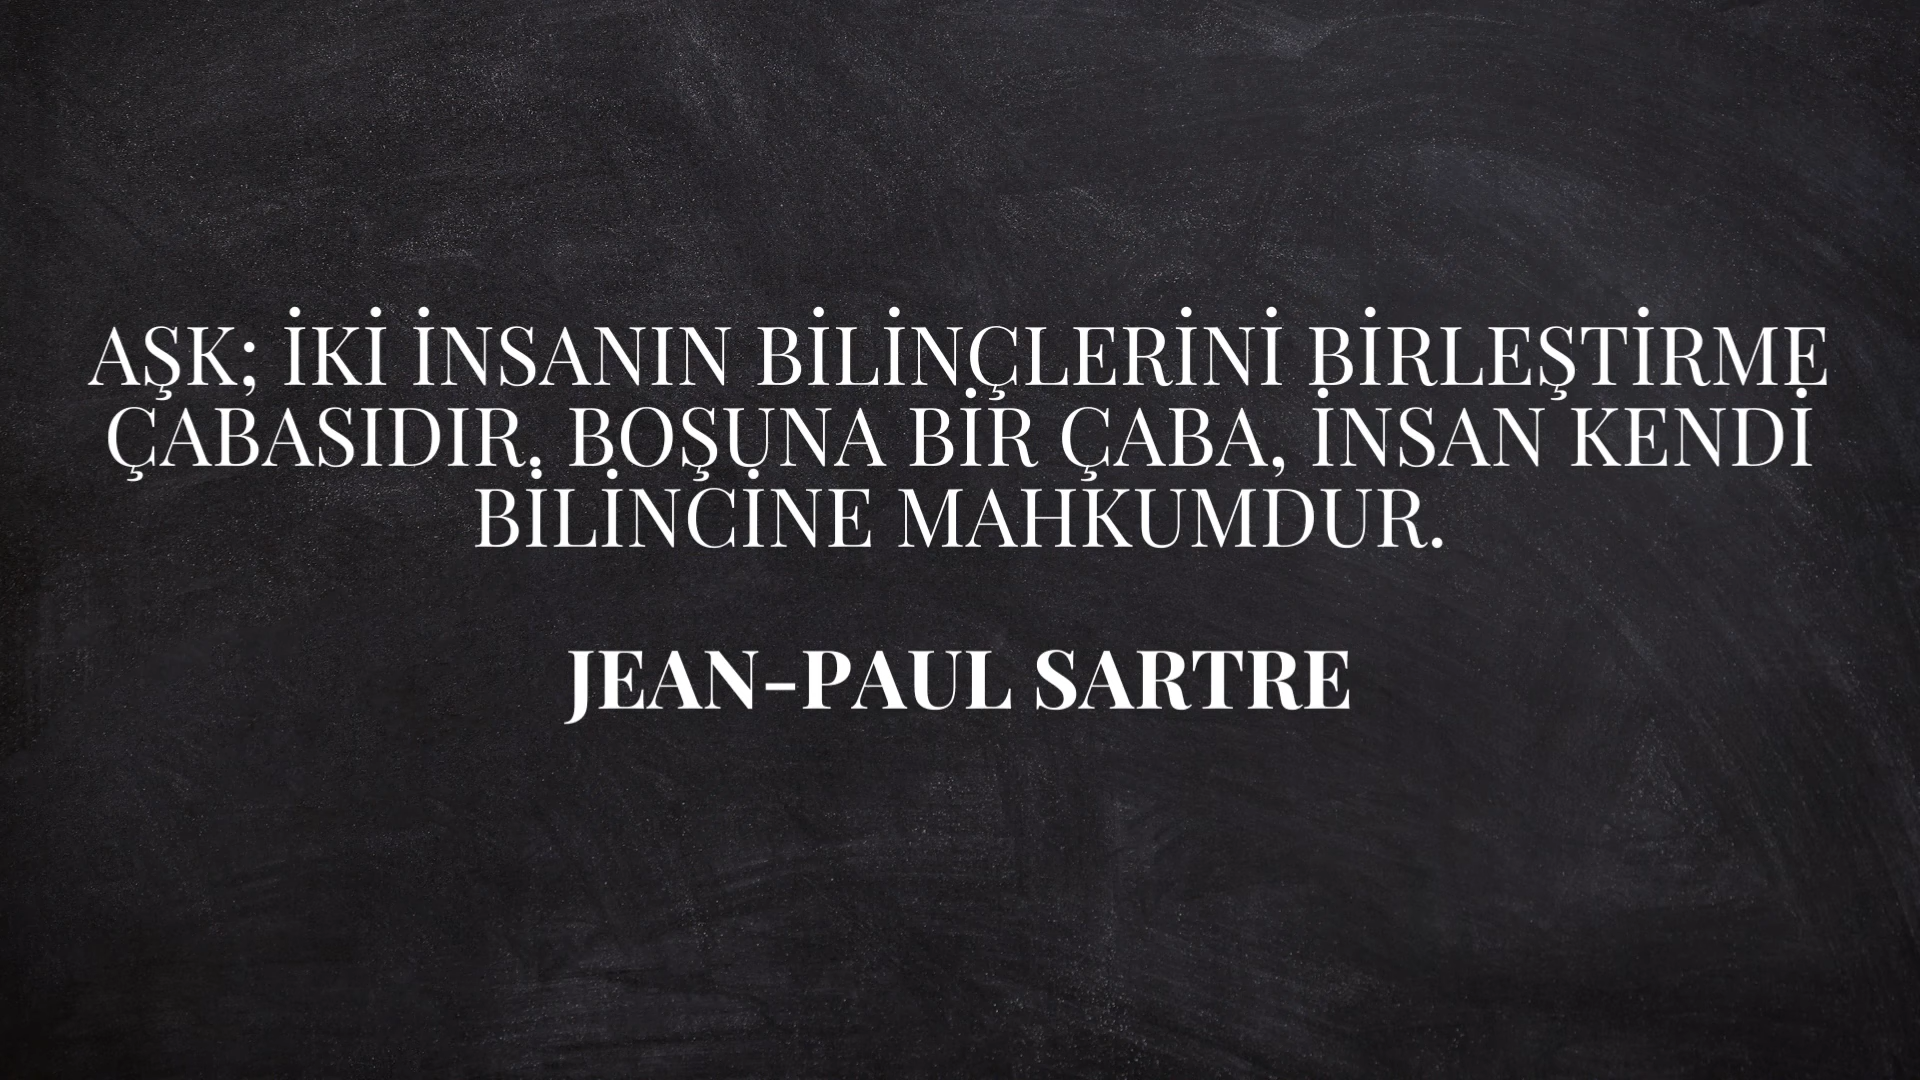 AŞK; İKİ İNSANIN BİLİNÇLERİNİ BİRLEŞTİRME
ÇABASIDIR. BOŞUNA BİR ÇABA, İNSAN KENDİ
BİLİNCİNE MAHKUMDUR.
JEAN-PAUL SARTRE